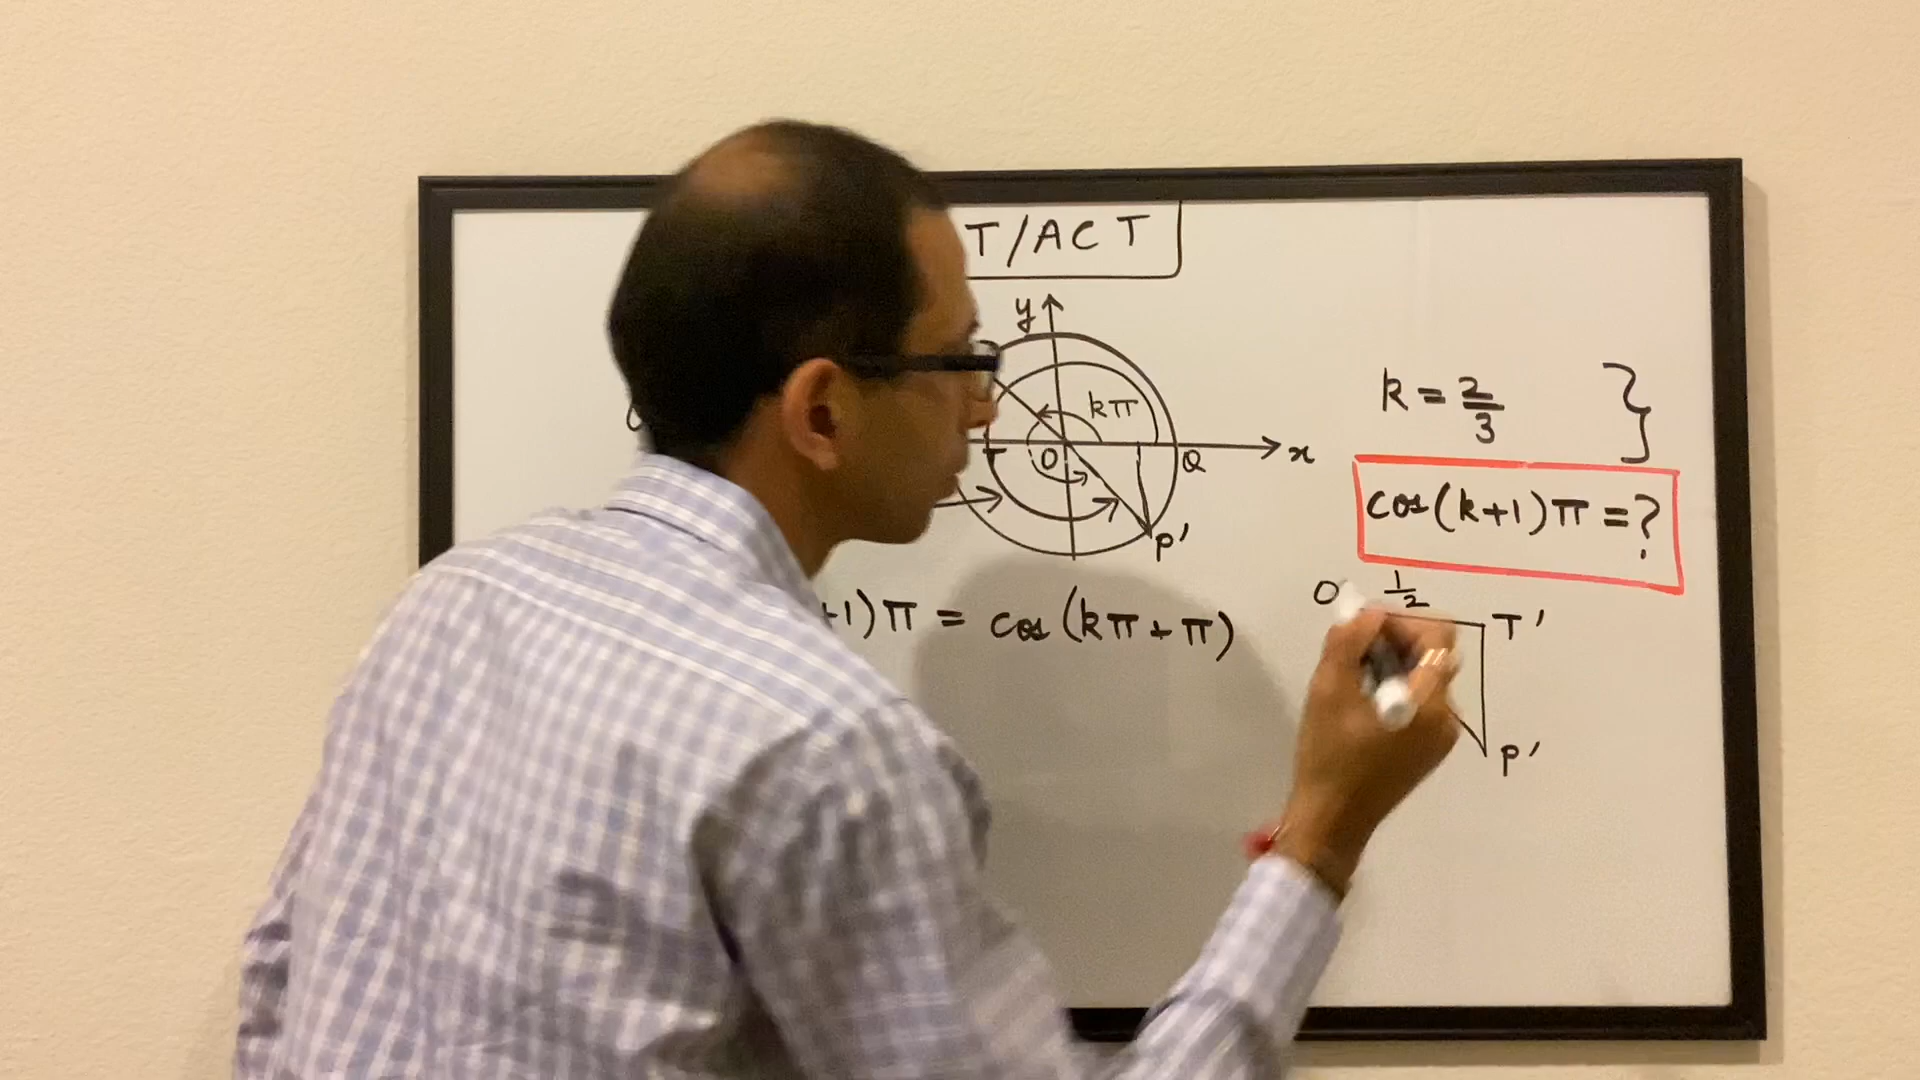 T/ACT
y
kπ
k = 2/3
O
Q
x
cos(k+1)π = ?
P'
+1)π = cos(kπ + π)
O
1/2
T'
P'